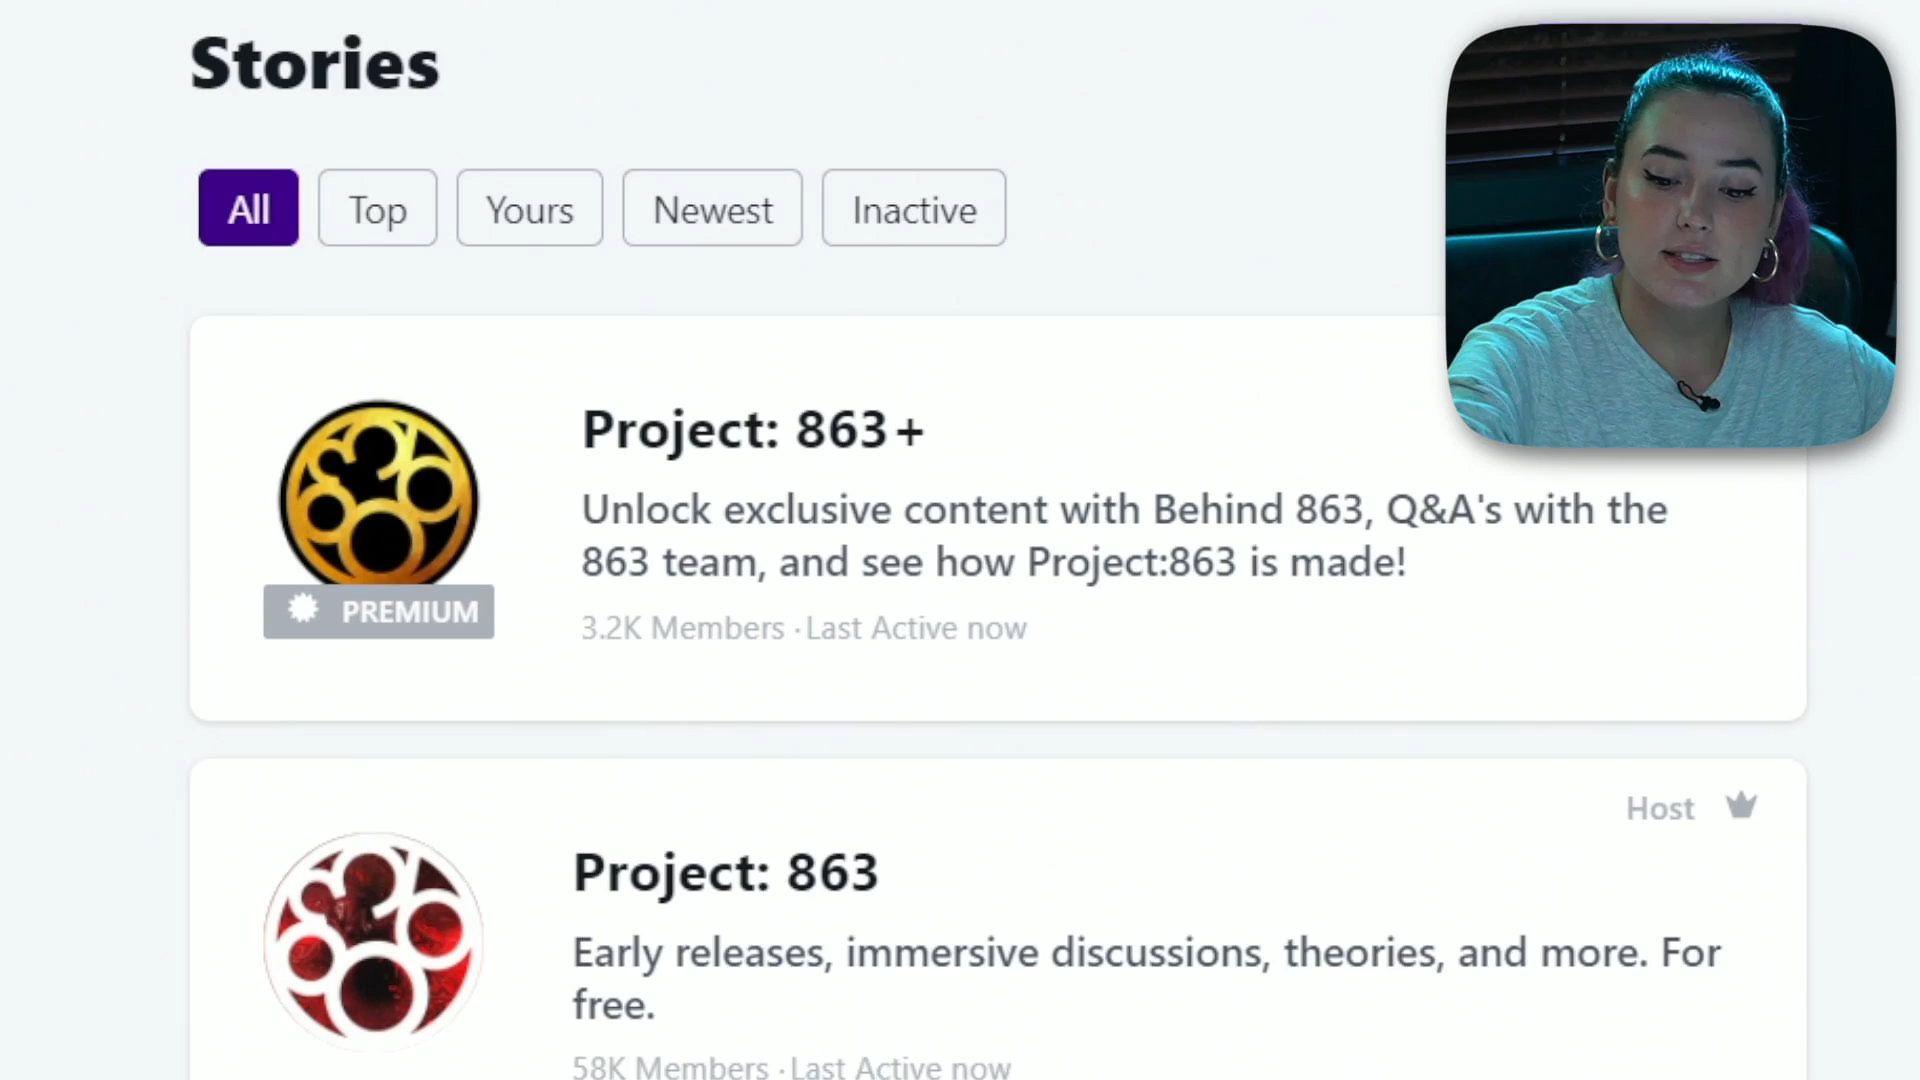 Stories
All
Top
Yours
Newest
Inactive
Project: 863+
Unlock exclusive content with Behind 863, Q&A's with the
863 team, and see how Project:863 is made!
PREMIUM
3.2K Members · Last Active now
Host
Project: 863
Early releases, immersive discussions, theories, and more. For
free.
58K Members · Last Active now